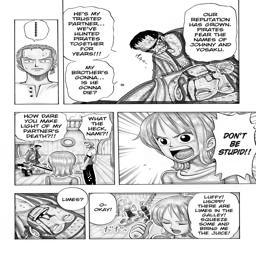 OUR
REPUTATION
HAS GROWN.
PIRATES
FEAR THE
NAMES OF
JOHNNY AND
YOSAKU.
HE'S MY
TRUSTED
PARTNER...
WE'VE
HUNTED
PIRATES
TOGETHER
FOR
YEARS!!!
MY
BROTHER'S
GONNA...
IS HE
GONNA
DIE?
DON'T
BE
STUPID!!
WHAT
THE
HECK,
NAMI?!
HOW DARE
YOU MAKE
LIGHT OF MY
PARTNER'S
DEATH?!!
LUFFY!
USOPP!
THERE ARE
LIMES IN THE
GALLEY!
SQUEEZE
SOME AND
BRING ME
THE JUICE!
O-
OKAY!
LIMES?